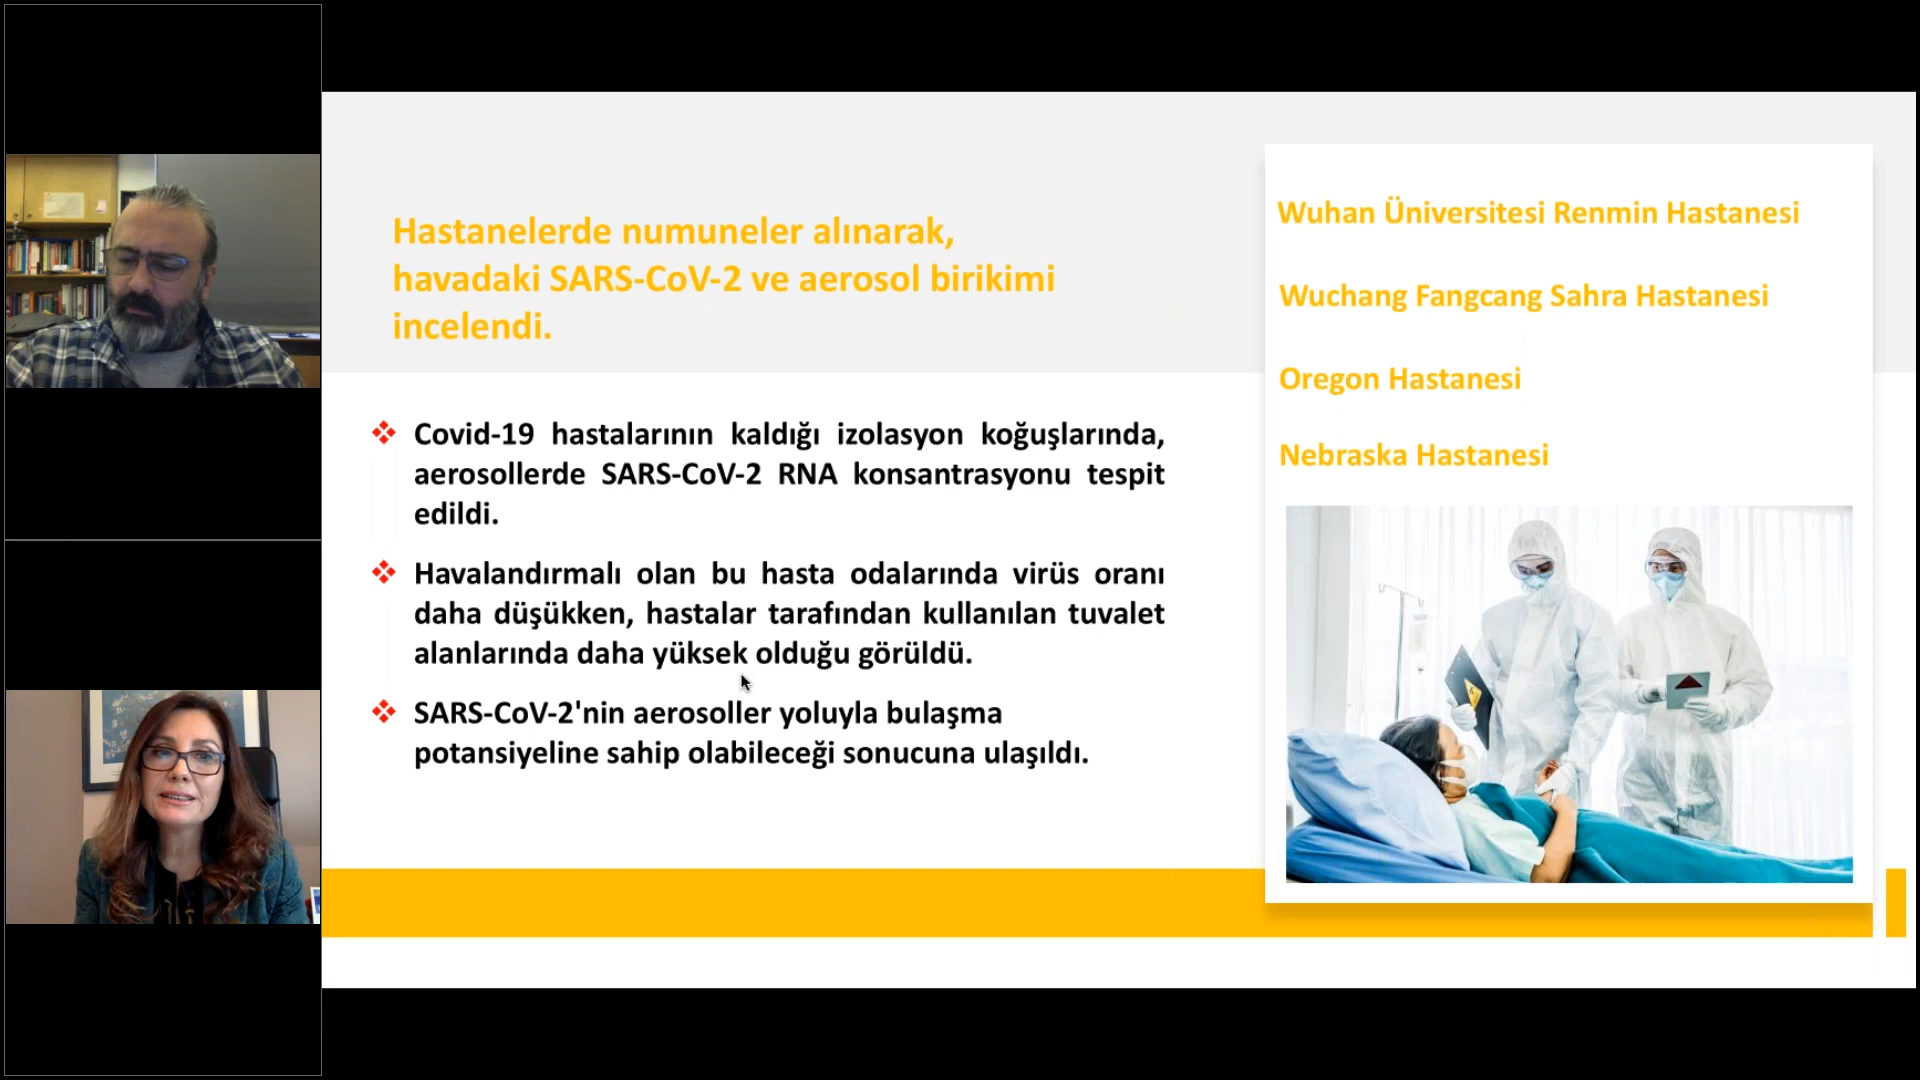 Hastanelerde numuneler alınarak,
havadaki SARS-CoV-2 ve aerosol birikimi
incelendi.
Covid-19 hastalarının kaldığı izolasyon koğuşlarında,
aerosollerde SARS-CoV-2 RNA konsantrasyonu tespit
edildi.
Havalandırmalı olan bu hasta odalarında virüs oranı
daha düşükken, hastalar tarafından kullanılan tuvalet
alanlarında daha yüksek olduğu görüldü.
SARS-CoV-2'nin aerosoller yoluyla bulaşma
potansiyeline sahip olabileceği sonucuna ulaşıldı.
Wuhan Üniversitesi Renmin Hastanesi
Wuchang Fangcang Sahra Hastanesi
Oregon Hastanesi
Nebraska Hastanesi